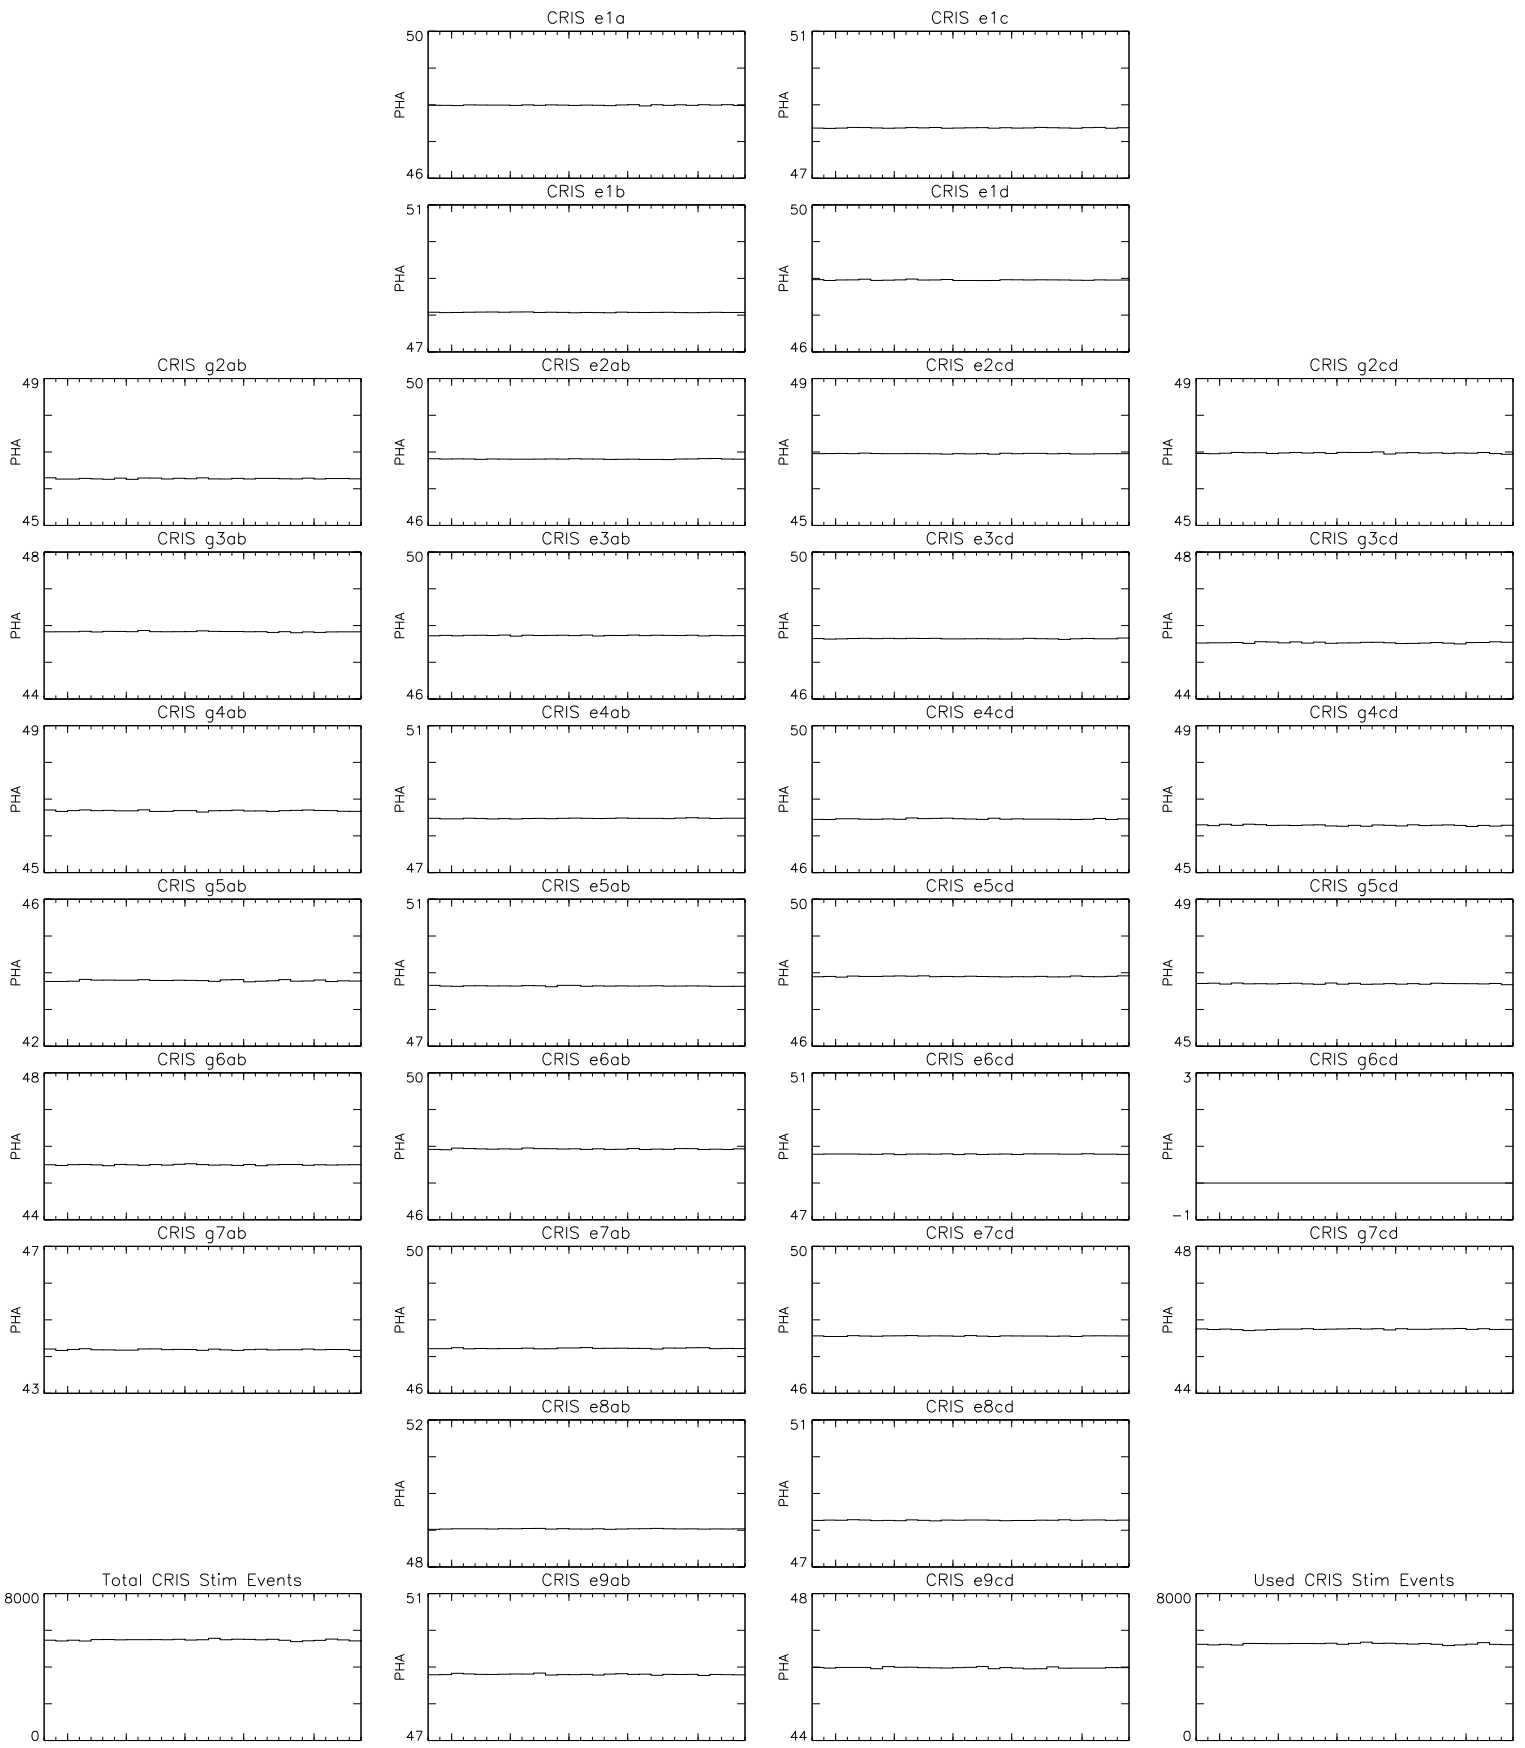 CRIS e1a
50
PHA
46
CRIS e1c
51
PHA
47
CRIS e1b
51
PHA
47
CRIS e1d
50
PHA
46
CRIS g2ab
49
PHA
45
CRIS e2ab
50
PHA
46
CRIS e2cd
49
PHA
45
CRIS g2cd
49
PHA
45
CRIS g3ab
48
PHA
44
CRIS e3ab
50
PHA
46
CRIS e3cd
50
PHA
46
CRIS g3cd
48
PHA
44
CRIS g4ab
49
PHA
45
CRIS e4ab
51
PHA
47
CRIS e4cd
50
PHA
46
CRIS g4cd
49
PHA
45
CRIS g5ab
46
PHA
42
CRIS e5ab
51
PHA
47
CRIS e5cd
50
PHA
46
CRIS g5cd
49
PHA
45
CRIS g6ab
48
PHA
44
CRIS e6ab
50
PHA
46
CRIS e6cd
51
PHA
47
CRIS g6cd
3
PHA
-1
CRIS g7ab
47
PHA
43
CRIS e7ab
50
PHA
46
CRIS e7cd
50
PHA
46
CRIS g7cd
48
PHA
44
CRIS e8ab
52
PHA
48
CRIS e8cd
51
PHA
47
Total CRIS Stim Events
8000
0
CRIS e9ab
51
PHA
47
CRIS e9cd
48
PHA
44
Used CRIS Stim Events
8000
0